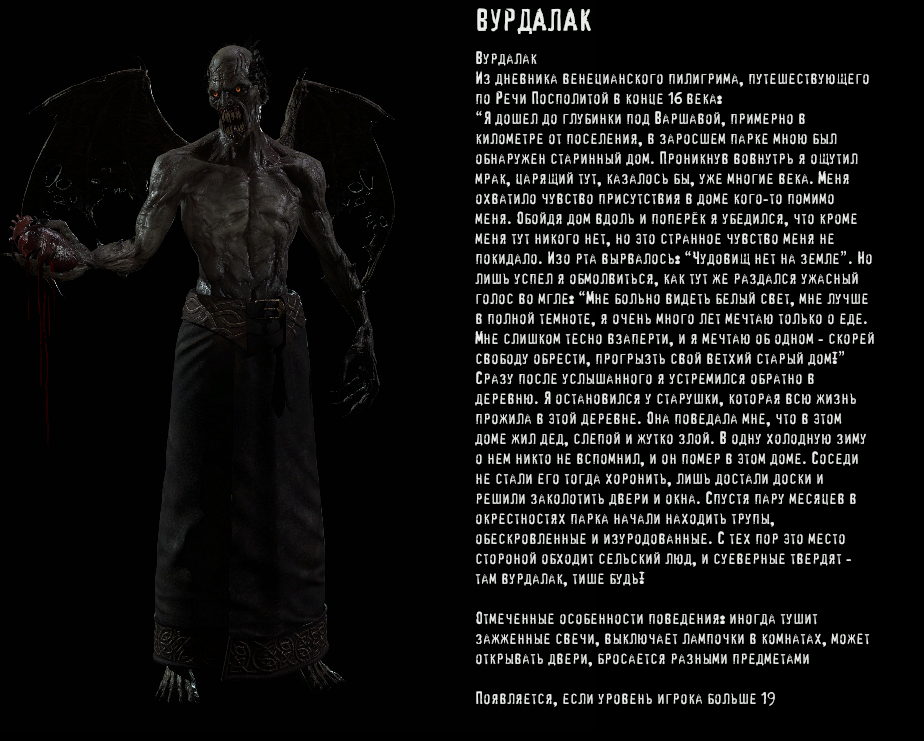 ВУРДАЛАК
Вурдалак
Из дневника венецианского пилигрима, путешествующего
по Речи Посполитой в конце 16 века:
“Я дошел до глубинки под Варшавой, примерно в
километре от поселения, в заросшем парке мною был
обнаружен старинный дом. Проникнув вовнутрь я ощутил
мрак, царящий тут, казалось бы, уже многие века. Меня
охватило чувство присутствия в доме кого-то помимо
меня. Обойдя дом вдоль и поперёк я убедился, что кроме
меня тут никого нет, но это странное чувство меня не
покидало. Изо рта вырвалось: “Чудовищ нет на земле”. Но
лишь успел я обмолвиться, как тут же раздался ужасный
голос во мгле: “Мне больно видеть белый свет, мне лучше
в полной темноте, я очень много лет мечтаю только о еде.
Мне слишком тесно взаперти, и я мечтаю об одном - скорей
свободу обрести, прогрызть свой ветхий старый дом!”
Сразу после услышанного я устремился обратно в
деревню. Я остановился у старушки, которая всю жизнь
прожила в этой деревне. Она поведала мне, что в этом
доме жил дед, слепой и жутко злой. В одну холодную зиму
о нем никто не вспомнил, и он помер в этом доме. Соседи
не стали его тогда хоронить, лишь достали доски и
решили заколотить двери и окна. Спустя пару месяцев в
окрестностях парка начали находить трупы,
обескровленные и изуродованные. С тех пор это место
стороной обходит сельский люд, и суеверные твердят -
там вурдалак, тише будь!
Отмеченные особенности поведения: иногда тушит
зажженные свечи, выключает лампочки в комнатах, может
открывать двери, бросается разными предметами
Появляется, если уровень игрока больше 19